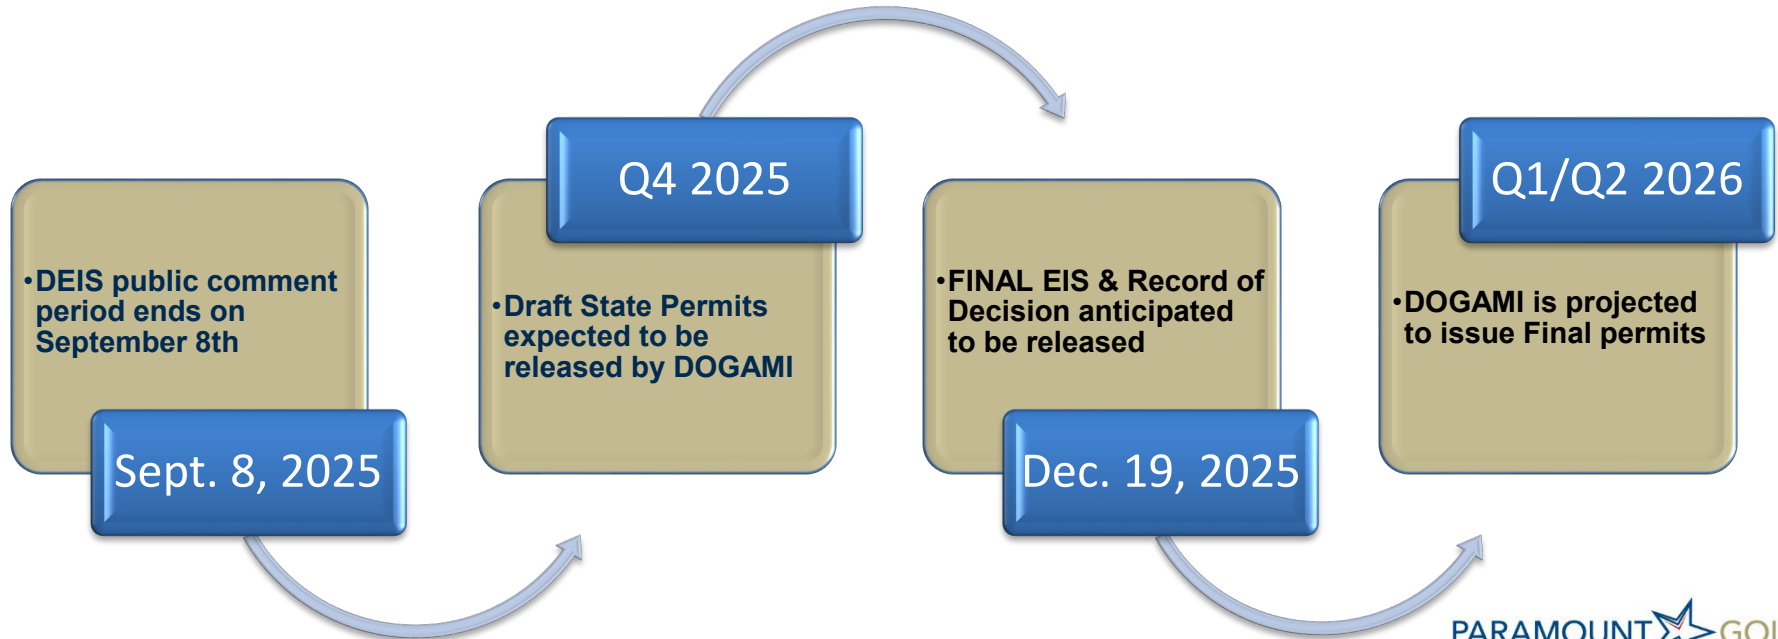 •DEIS public comment
period ends on
September 8th
Sept. 8, 2025
Q4 2025
•Draft State Permits
expected to be
released by DOGAMI
•FINAL EIS & Record of
Decision anticipated
to be released
Dec. 19, 2025
Q1/Q2 2026
•DOGAMI is projected
to issue Final permits
PARAMOUNT